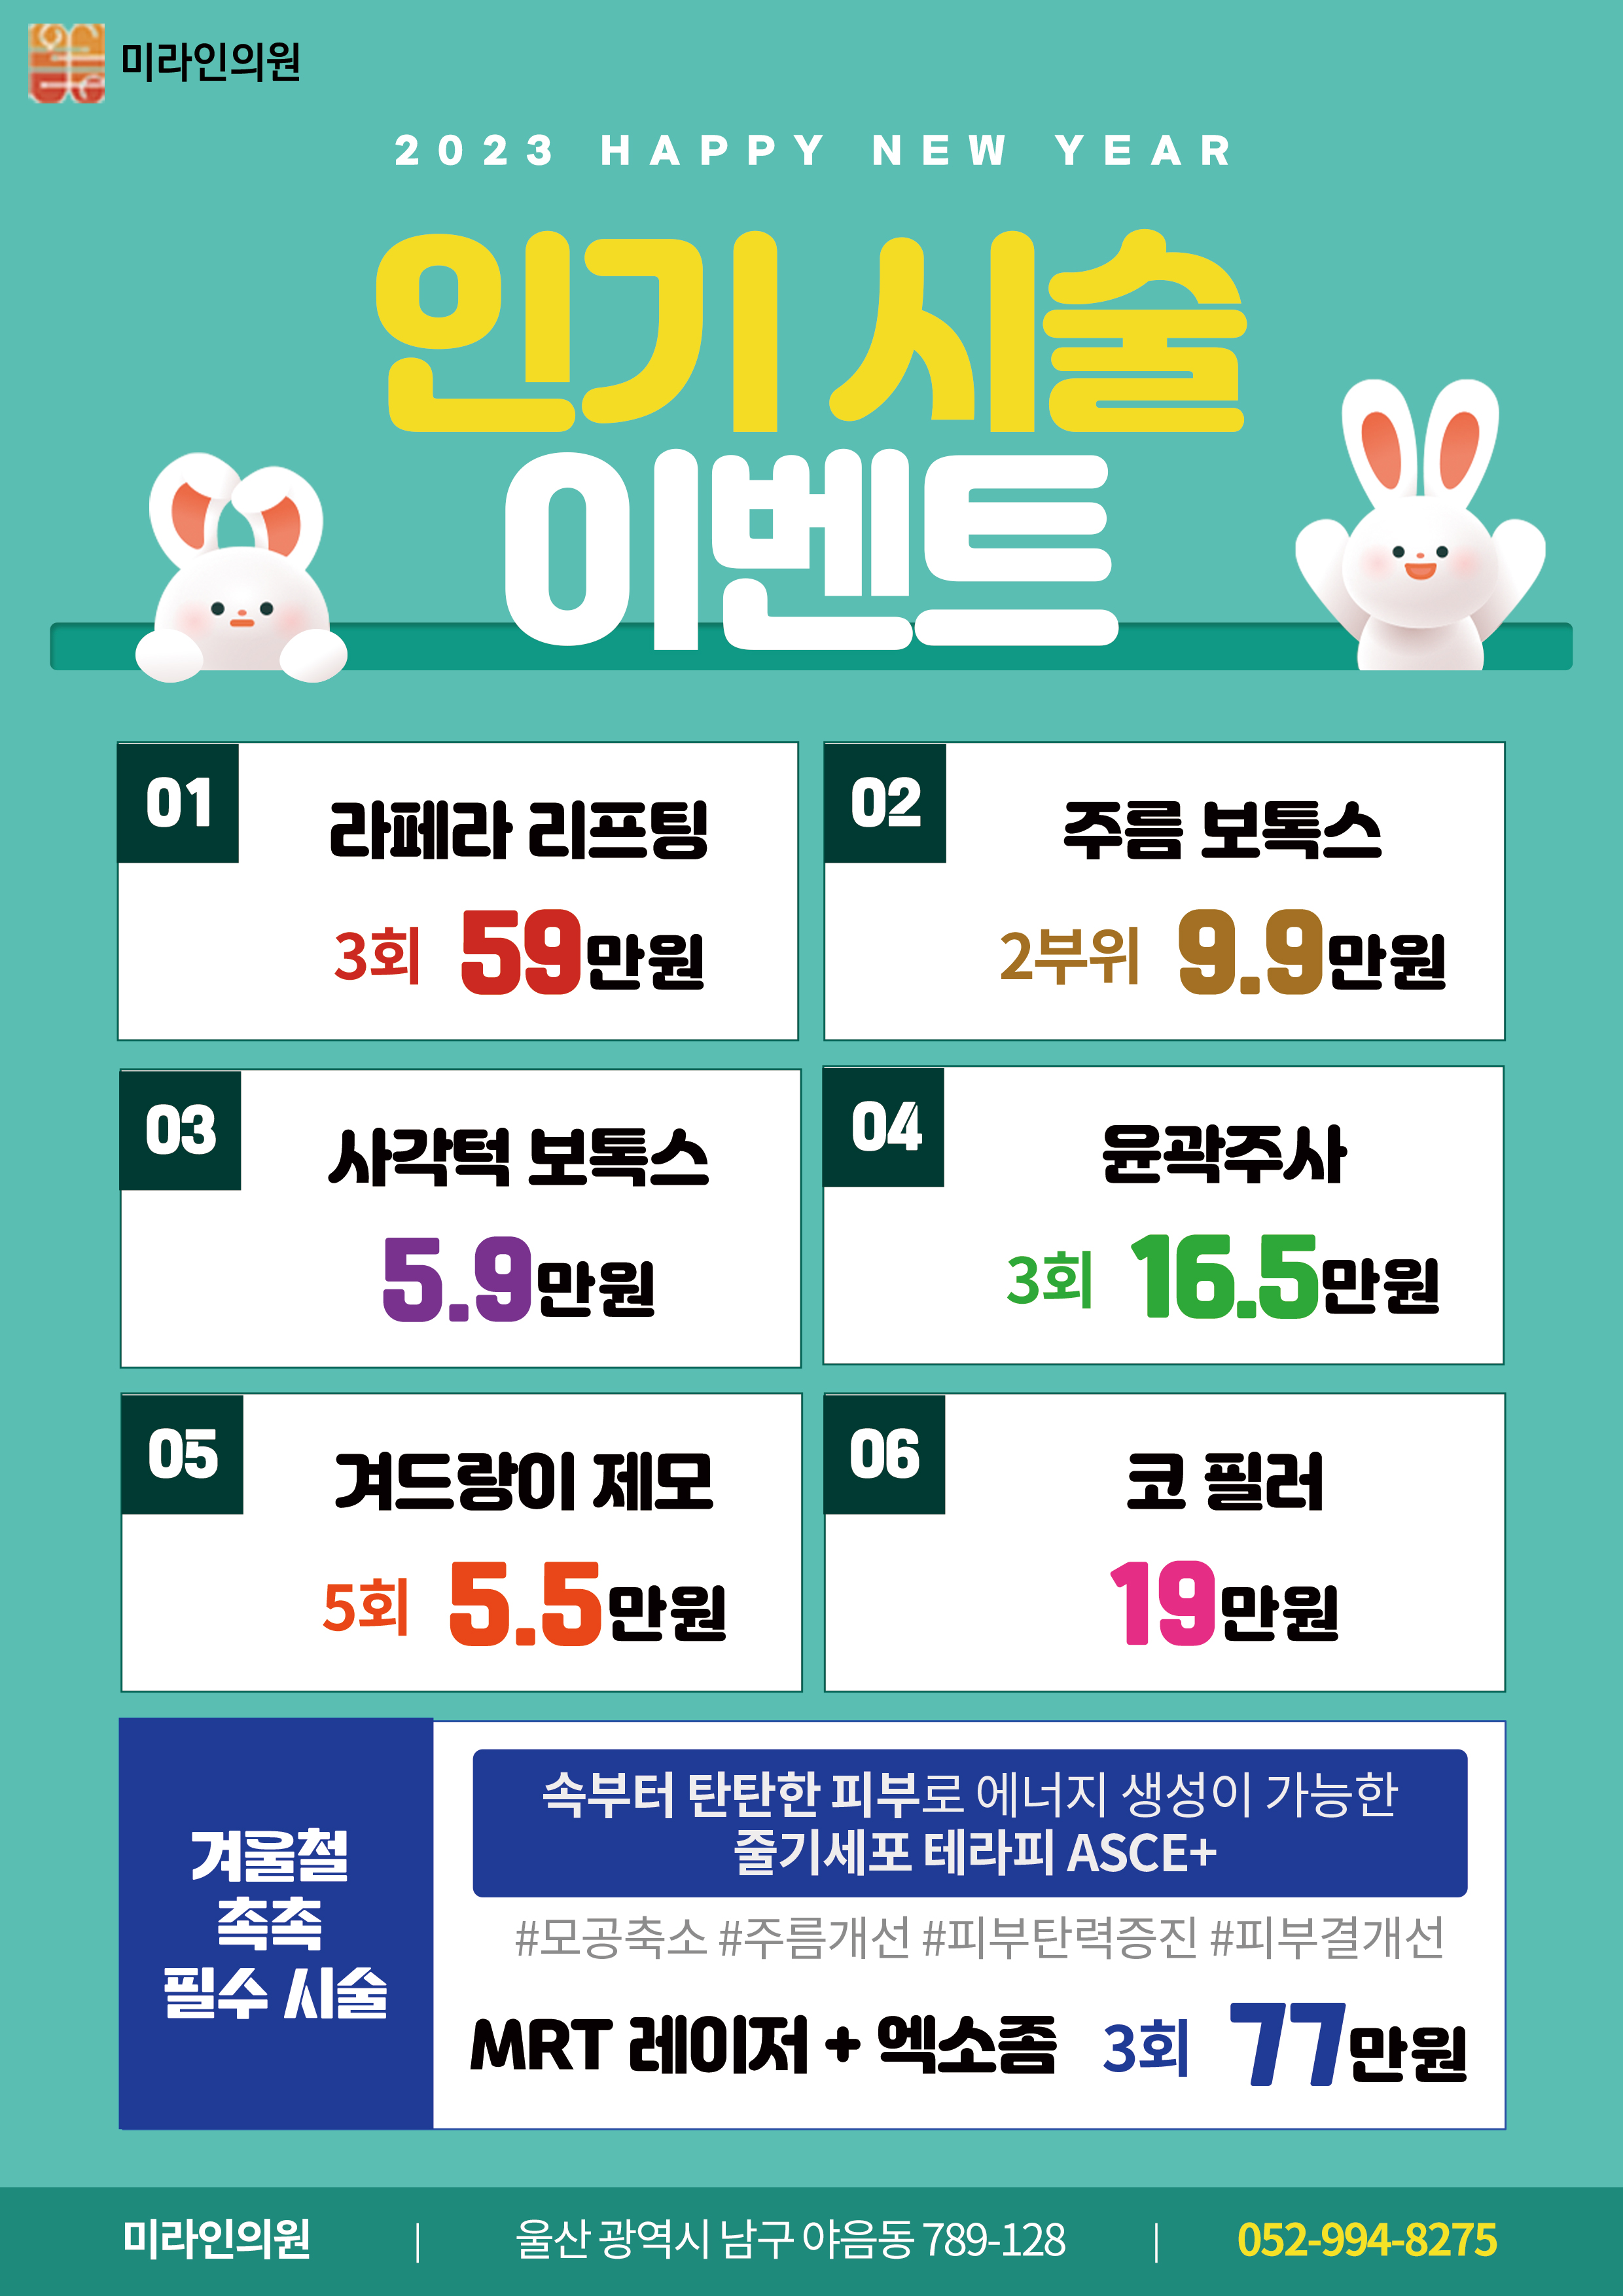 미라인의원
2023 HAPPY NEW YEAR
인기 시술
이벤트
01
라페라 리프팅
3회 59만원
02
주름 보톡스
2부위 9.9만원
03
사각턱 보톡스
5.9만원
04
윤곽주사
3회 16.5만원
05
겨드랑이 제모
5회 5.5만원
06
코 필러
19만원
겨울철
촉촉
필수 시술
속부터 탄탄한 피부로 에너지 생성이 가능한
줄기세포 테라피 ASCE+
#모공축소 #주름개선 #피부탄력증진 #피부결개선
MRT 레이저 + 엑소좀 3회 77만원
미라인의원 | 울산 광역시 남구 야음동 789-128 | 052-994-8275